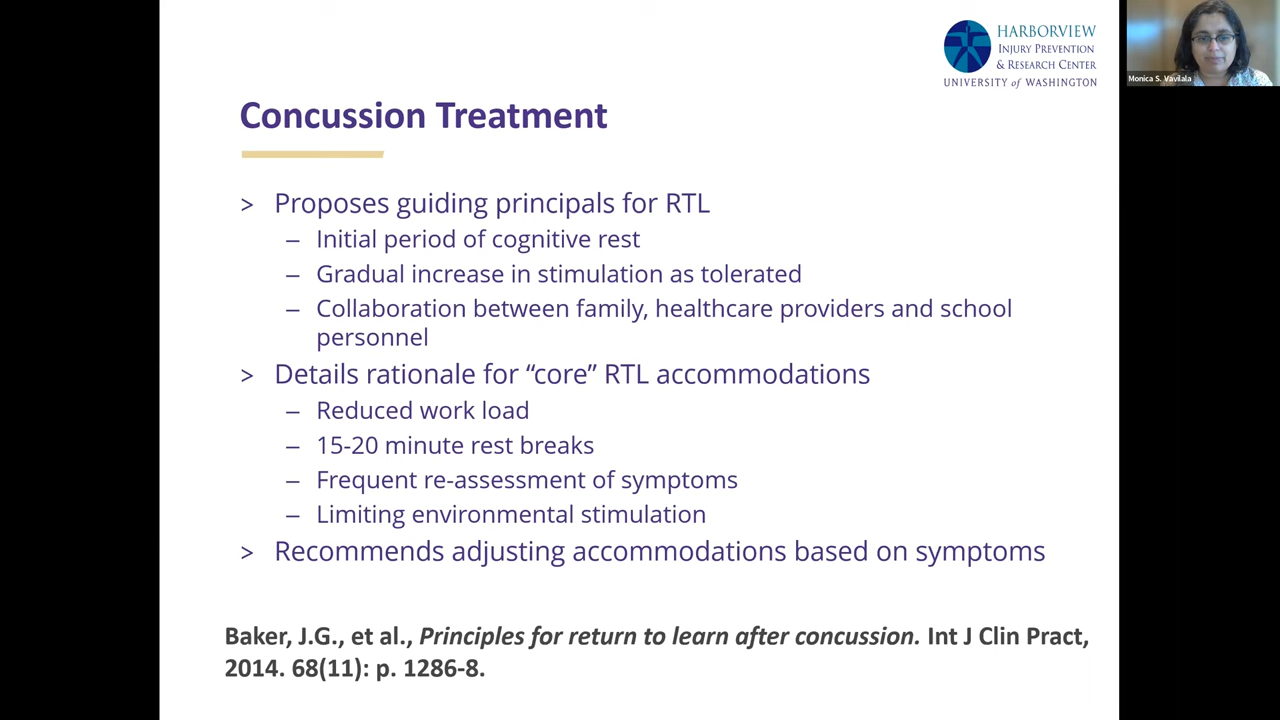 HARBORVIEW
INJURY PREVENTION
& RESEARCH CENTER
UNIVERSITY of WASHINGTON
Monica S. Vavilala
Concussion Treatment
> Proposes guiding principals for RTL
– Initial period of cognitive rest
– Gradual increase in stimulation as tolerated
– Collaboration between family, healthcare providers and school
personnel
> Details rationale for “core” RTL accommodations
– Reduced work load
– 15-20 minute rest breaks
– Frequent re-assessment of symptoms
– Limiting environmental stimulation
> Recommends adjusting accommodations based on symptoms
Baker, J.G., et al., Principles for return to learn after concussion. Int J Clin Pract,
2014. 68(11): p. 1286-8.